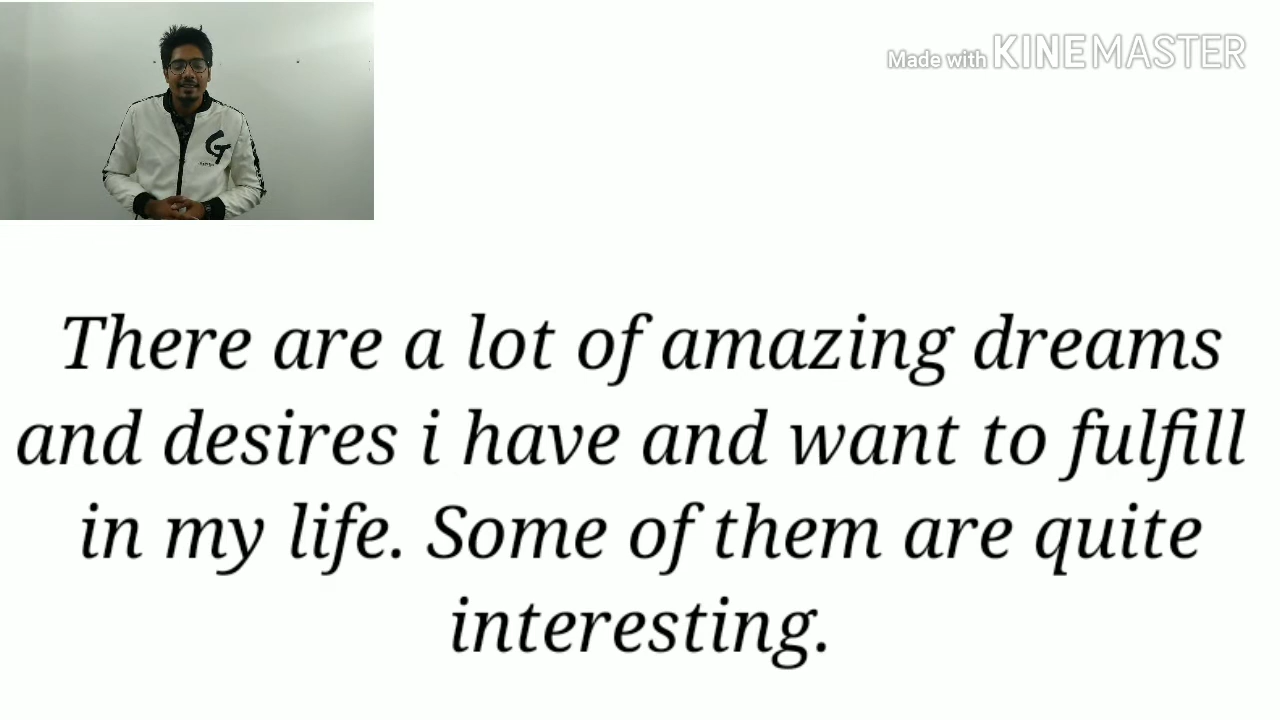 Made with KINEMASTER
G
There are a lot of amazing dreams
and desires i have and want to fulfill
in my life. Some of them are quite
interesting.